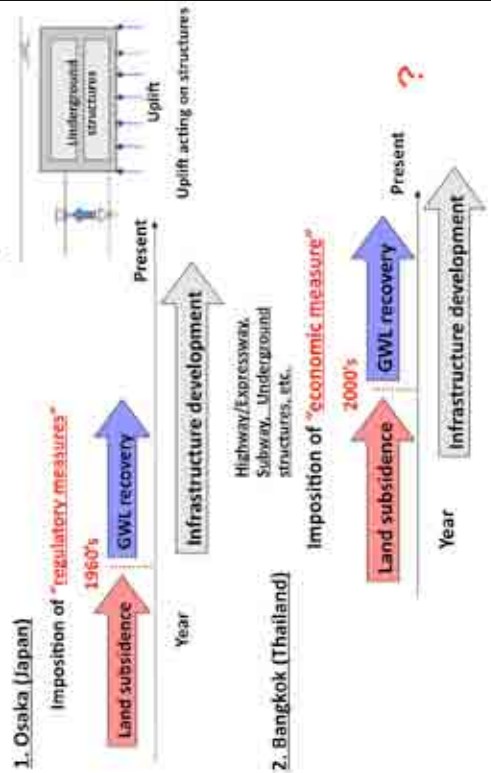 1. Osaka (Japan)
Imposition of "regulatory measures"
1960's
Land subsidence
GWL recovery
Infrastructure development
Year
Present
Underground
structures
Uplift
Uplift acting on structures
Highway/Expressway,
Subway, Underground
structures, etc.
2. Bangkok (Thailand)
Imposition of "economic measure"
2000's
Land subsidence
GWL recovery
Infrastructure development
Year
Present
?